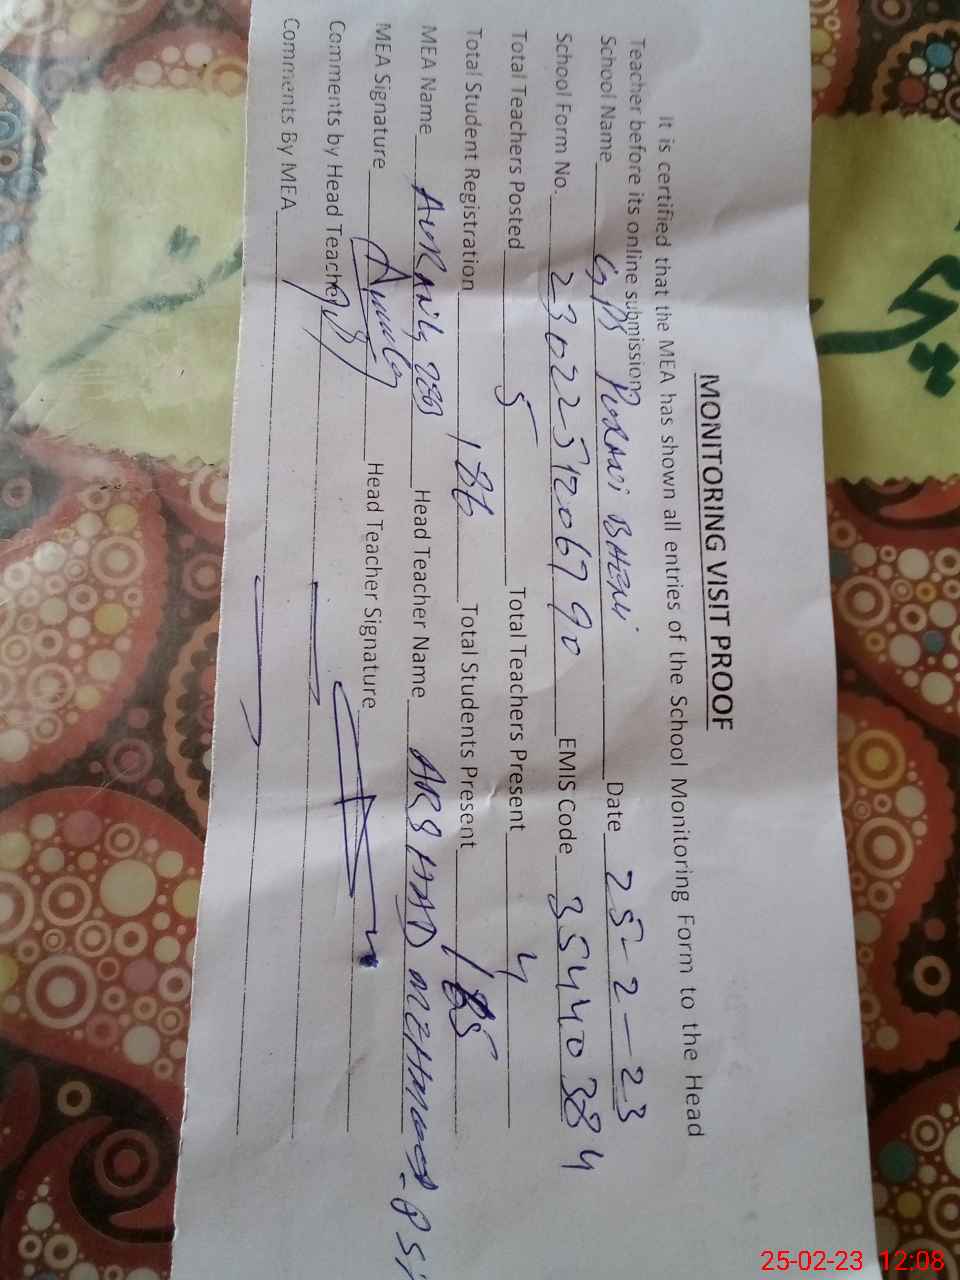 MONITORING VISIT PROOF
It is certified that the MEA has shown all entries of the School Monitoring Form to the Head
Teacher before its online submission
School Name GPS BHENI Date 25-2-23
School Form No. 23022354206790 EMIS Code 35440384
Total Teachers Posted 5 Total Teachers Present 4
Total Student Registration 186 Total Students Present 185
MEA Name Head Teacher Name ARSHAD MEHMOOD
MEA Signature Head Teacher Signature
Comments by Head Teacher
Comments By MEA
25-02-23 12:08